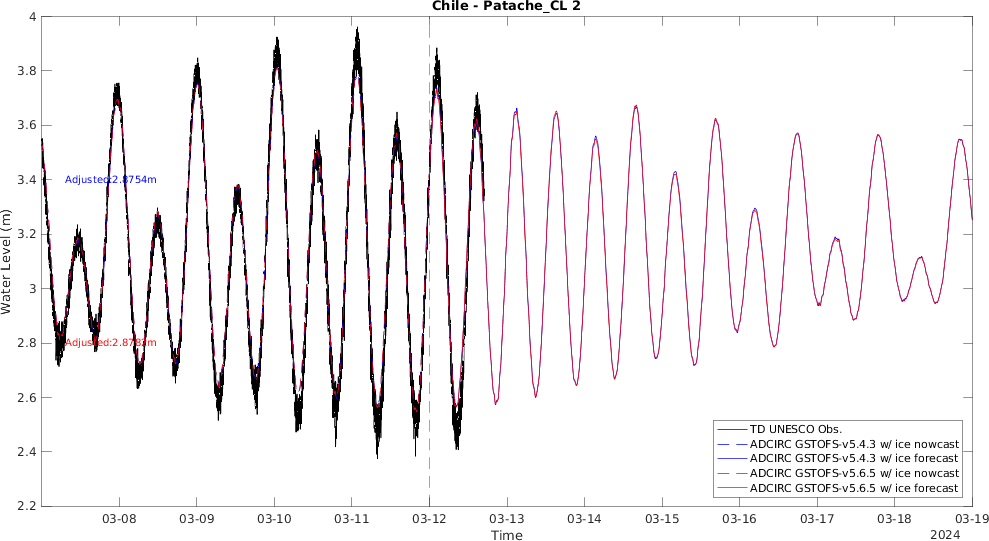 Chile - Patache_CL 2
4
3.8
3.6
3.4
3.2
3
2.8
2.6
2.4
2.2
Water Level (m)
Adjusted:2.8754m
Adjusted:2.8783m
TD UNESCO Obs.
ADCIRC GSTOFS-v5.4.3 w/ ice nowcast
ADCIRC GSTOFS-v5.4.3 w/ ice forecast
ADCIRC GSTOFS-v5.6.5 w/ ice nowcast
ADCIRC GSTOFS-v5.6.5 w/ ice forecast
03-08 03-09 03-10 03-11 03-12 03-13 03-14 03-15 03-16 03-17 03-18 03-19
Time
2024